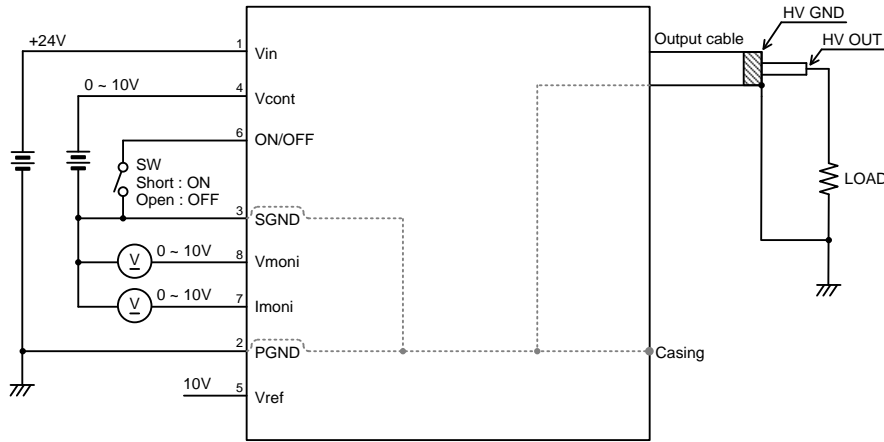 HV GND
+24V
Output cable
HV OUT
1
Vin
0 ~ 10V
4
Vcont
6
ON/OFF
SW
Short : ON
Open : OFF
LOAD
3
SGND
0 ~ 10V
V
8
Vmoni
0 ~ 10V
V
7
Imoni
2
PGND
Casing
10V
5
Vref